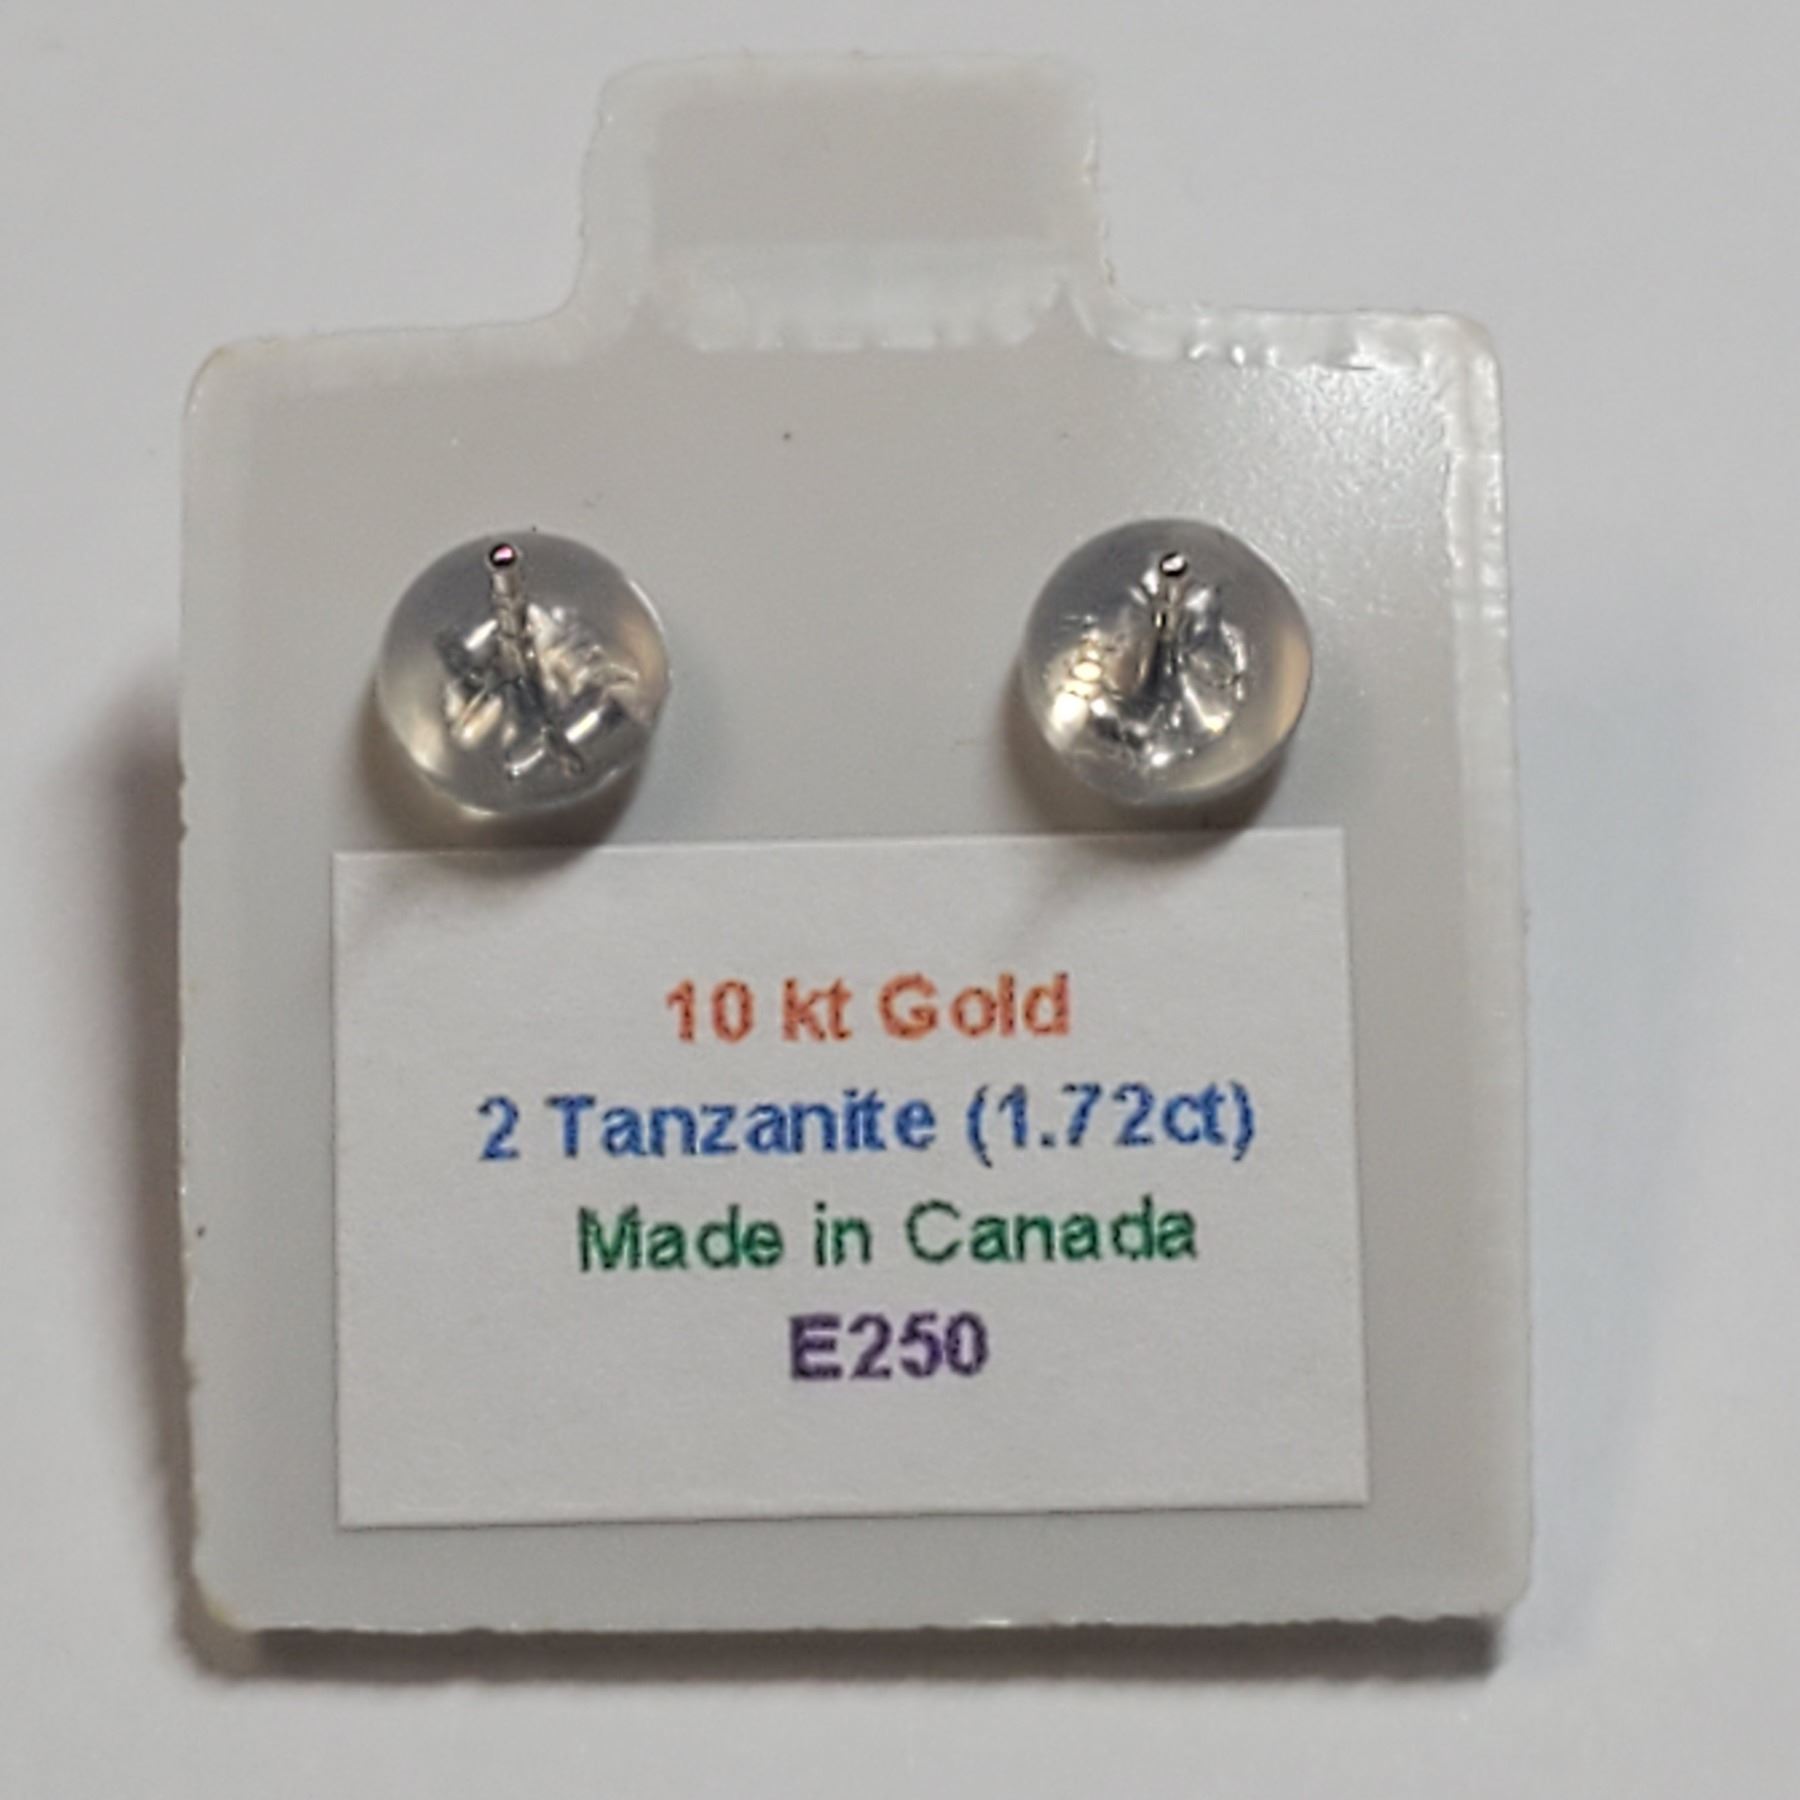 10 kt Gold
2 Tanzanite (1.72ct)
Made in Canada
E250